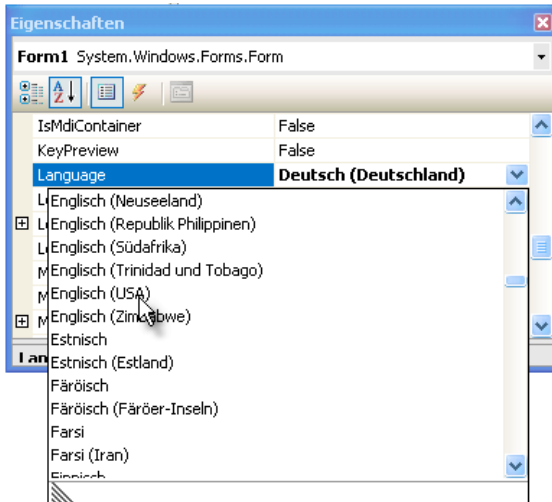 Eigenschaften
Form1 System.Windows.Forms.Form
IsMdiContainer False
KeyPreview False
Language Deutsch (Deutschland)
Englisch (Neuseeland)
Englisch (Republik Philippinen)
Englisch (Südafrika)
Englisch (Trinidad und Tobago)
Englisch (USA)
Englisch (Zimbabwe)
Estnisch
Estnisch (Estland)
Färöisch
Färöisch (Färöer-Inseln)
Farsi
Farsi (Iran)
Finnisch